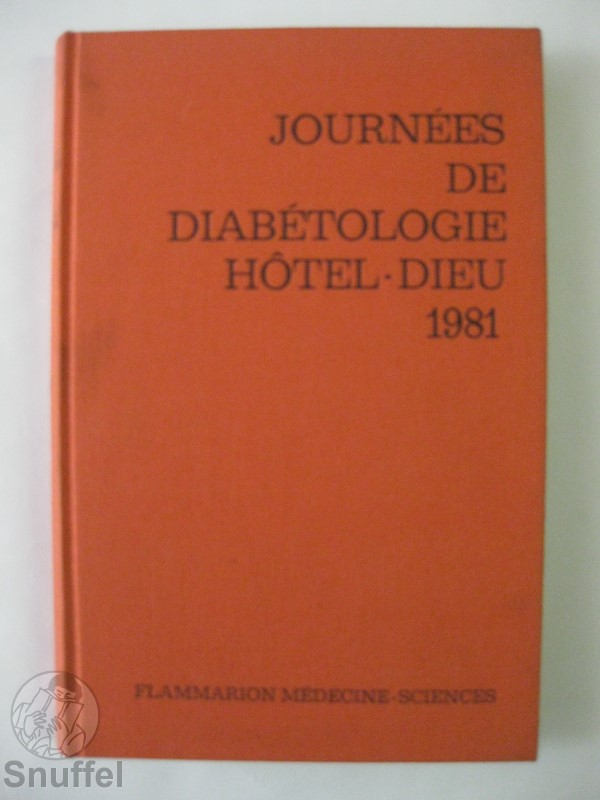 JOURNÉES
DE
DIABÉTOLOGIE
HÔTEL-DIEU
1981
FLAMMARION MÉDECINE-SCIENCES
Snuffel